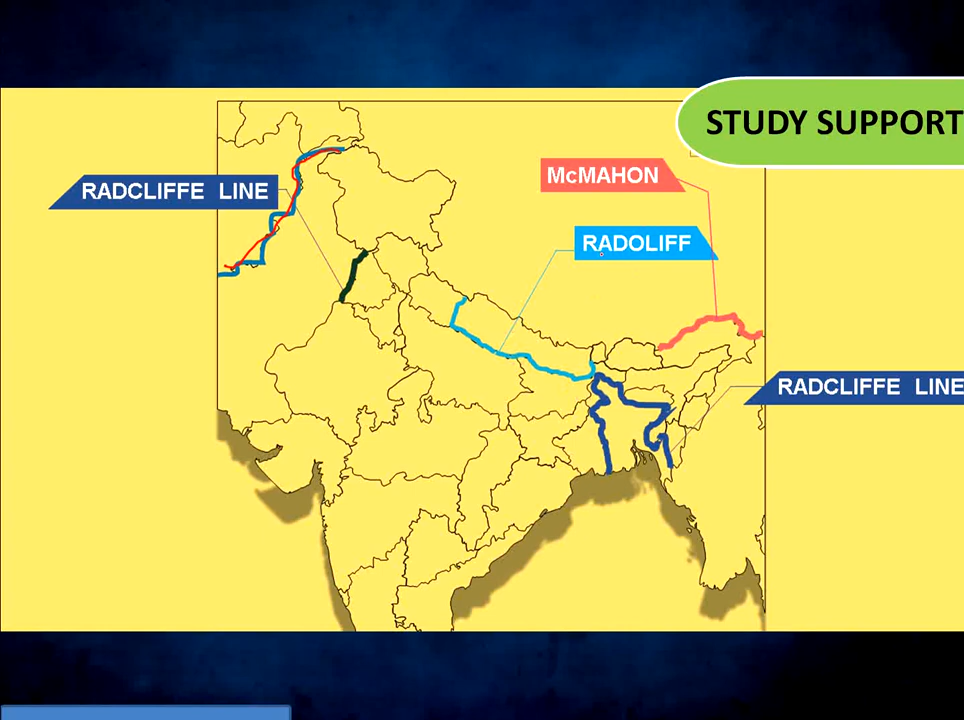 STUDY SUPPORT
RADCLIFFE LINE
McMAHON
RADOLIFF
RADCLIFFE LINE